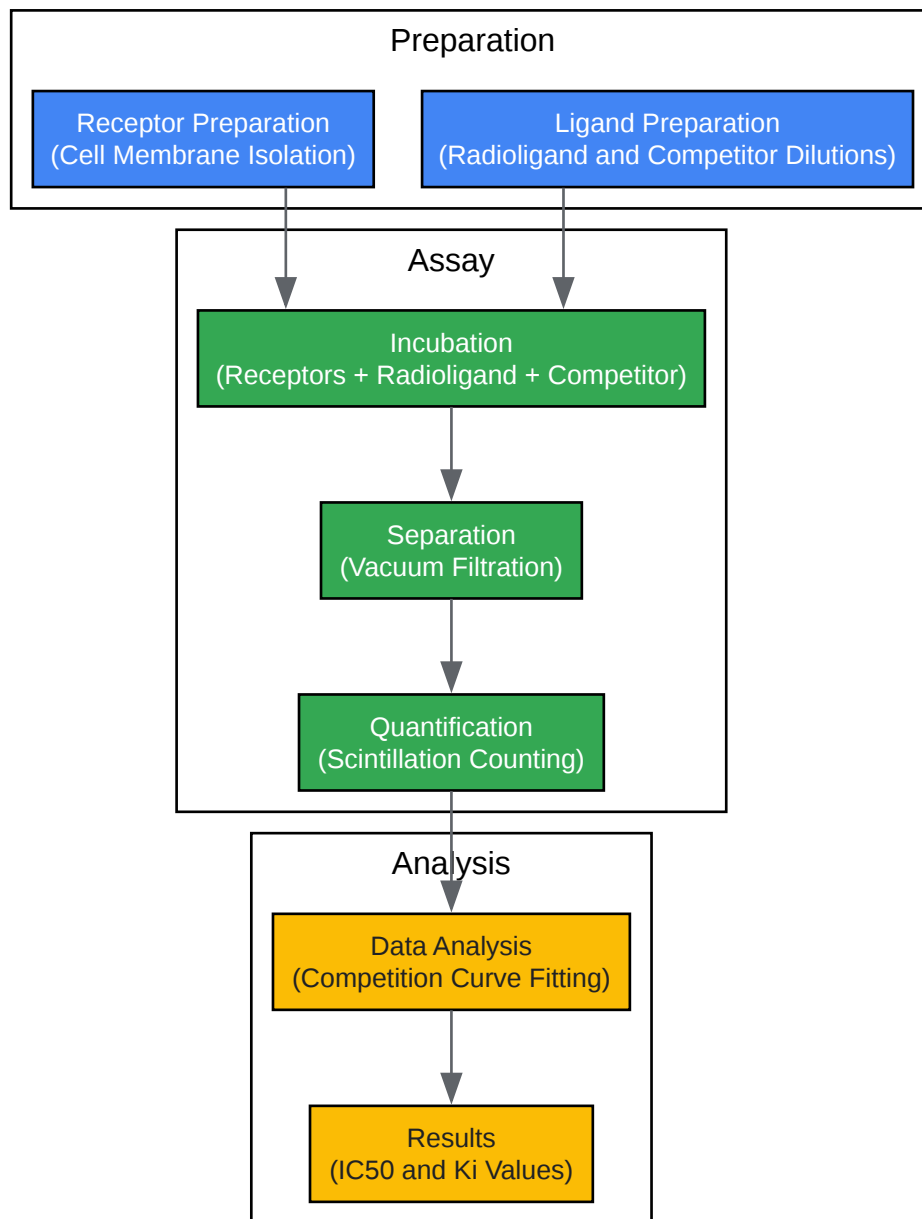 Preparation
Receptor Preparation
(Cell Membrane Isolation)
Ligand Preparation
(Radioligand and Competitor Dilutions)
Assay
Incubation
(Receptors + Radioligand + Competitor)
Separation
(Vacuum Filtration)
Quantification
(Scintillation Counting)
Analysis
Data Analysis
(Competition Curve Fitting)
Results
(IC50 and Ki Values)